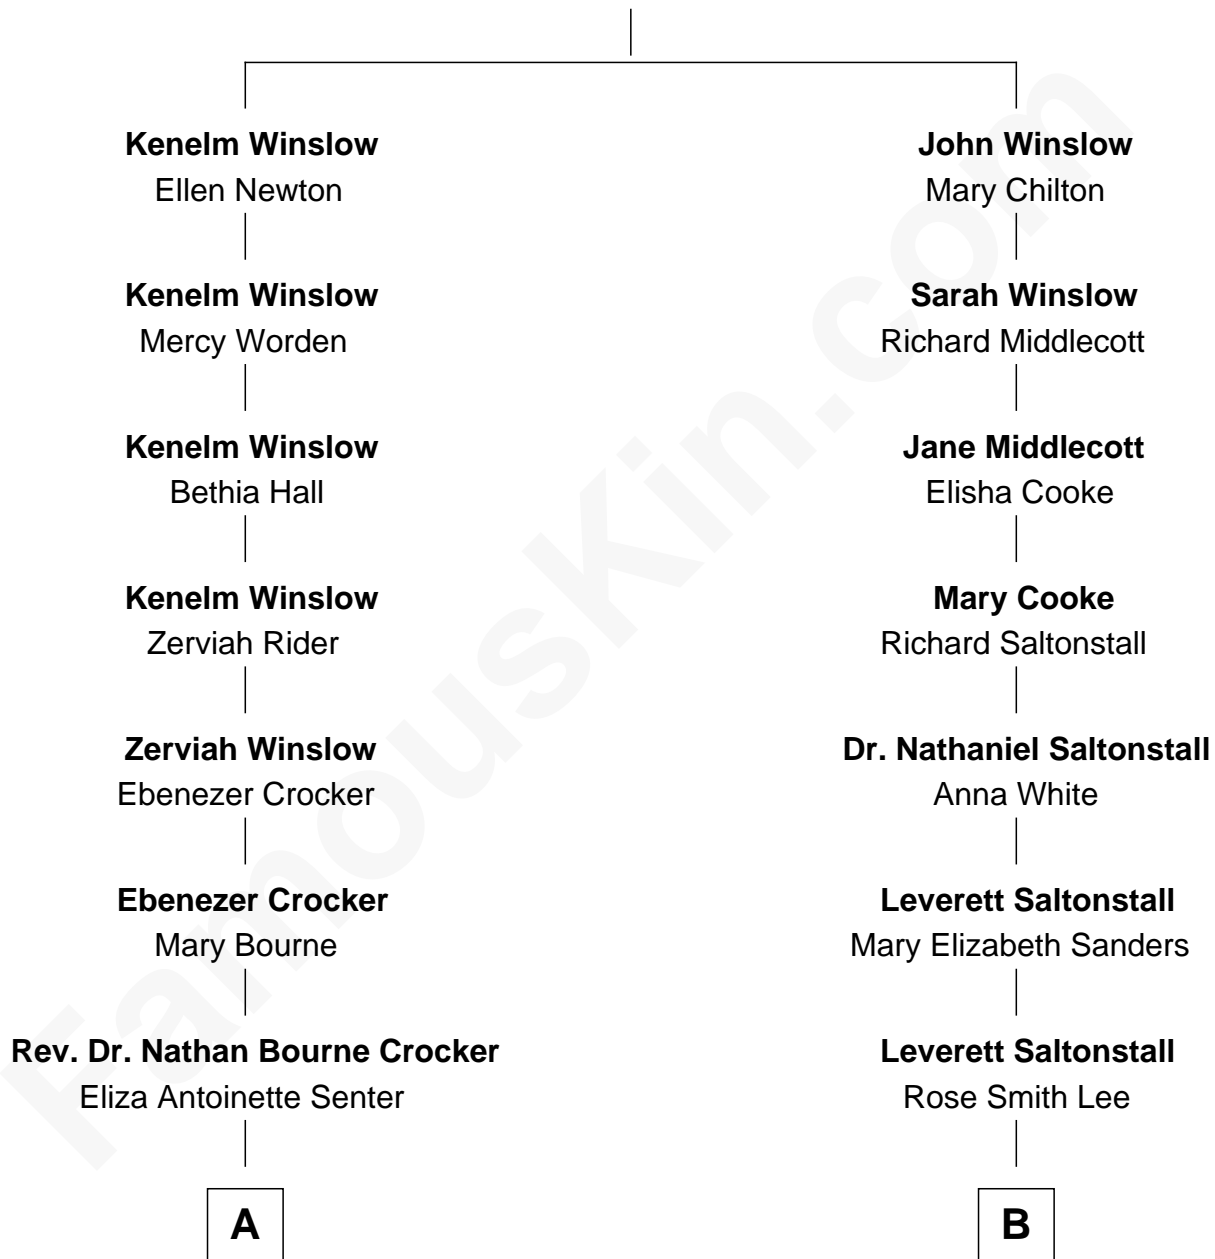 Kenelm Winslow
Ellen Newton
Kenelm Winslow
Mercy Worden
Kenelm Winslow
Bethia Hall
Kenelm Winslow
Zerviah Rider
Zerviah Winslow
Ebenezer Crocker
Ebenezer Crocker
Mary Bourne
Rev. Dr. Nathan Bourne Crocker
Eliza Antoinette Senter
A
John Winslow
Mary Chilton
Sarah Winslow
Richard Middlecott
Jane Middlecott
Elisha Cooke
Mary Cooke
Richard Saltonstall
Dr. Nathaniel Saltonstall
Anna White
Leverett Saltonstall
Mary Elizabeth Sanders
Leverett Saltonstall
Rose Smith Lee
B
FamousKin.com